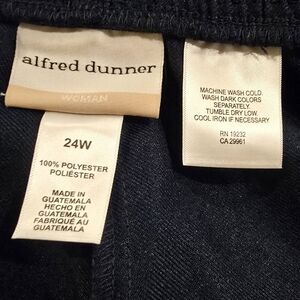 alfred dunner
WOMAN
24W
100% POLYESTER
POLIÉSTER
MADE IN
GUATEMALA
HECHO EN
GUATEMALA
FABRIQUÉ AU
GUATEMALA
MACHINE WASH COLD.
WASH DARK COLORS
SEPARATELY.
TUMBLE DRY LOW.
COOL IRON IF NECESSARY
RN 19232
CA 29961